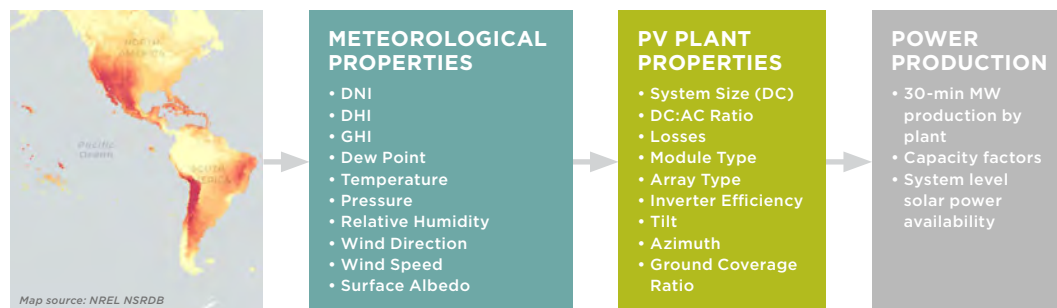 NORTH
AMERICA
Pacific
Ocean
SOUTH
AMERICA
Map source: NREL NSRDB
METEOROLOGICAL
PROPERTIES
• DNI
• DHI
• GHI
• Dew Point
• Temperature
• Pressure
• Relative Humidity
• Wind Direction
• Wind Speed
• Surface Albedo
PV PLANT
PROPERTIES
• System Size (DC)
• DC:AC Ratio
• Losses
• Module Type
• Array Type
• Inverter Efficiency
• Tilt
• Azimuth
• Ground Coverage
Ratio
POWER
PRODUCTION
• 30-min MW
production by
plant
• Capacity factors
• System level
solar power
availability